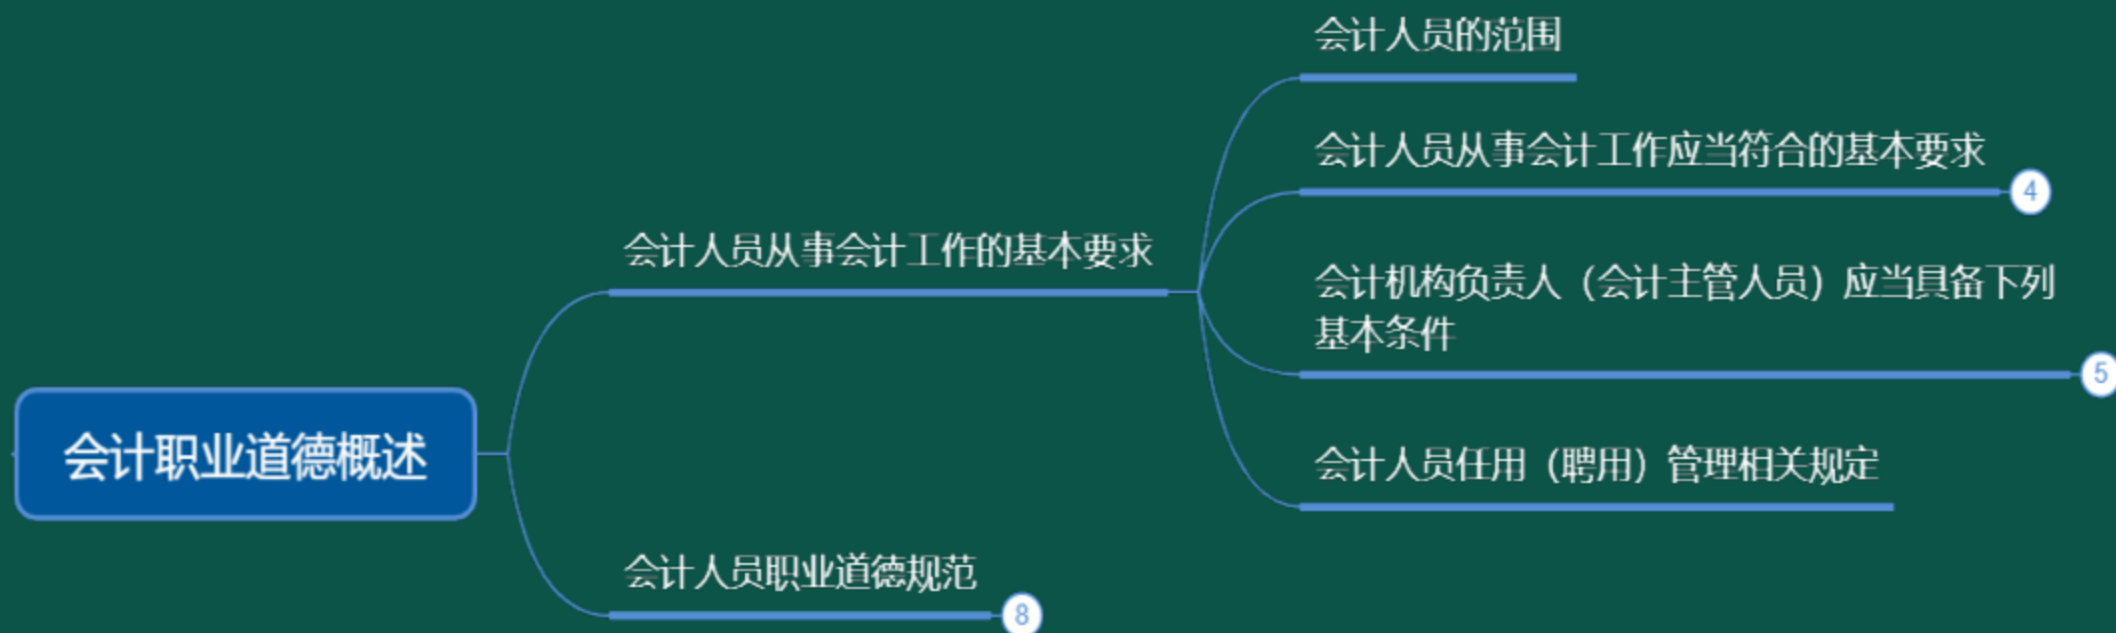 会计人员的范围
会计人员从事会计工作应当符合的基本要求
4
会计人员从事会计工作的基本要求
会计机构负责人（会计主管人员）应当具备下列
基本条件
5
会计职业道德概述
会计人员任用（聘用）管理相关规定
会计人员职业道德规范
8